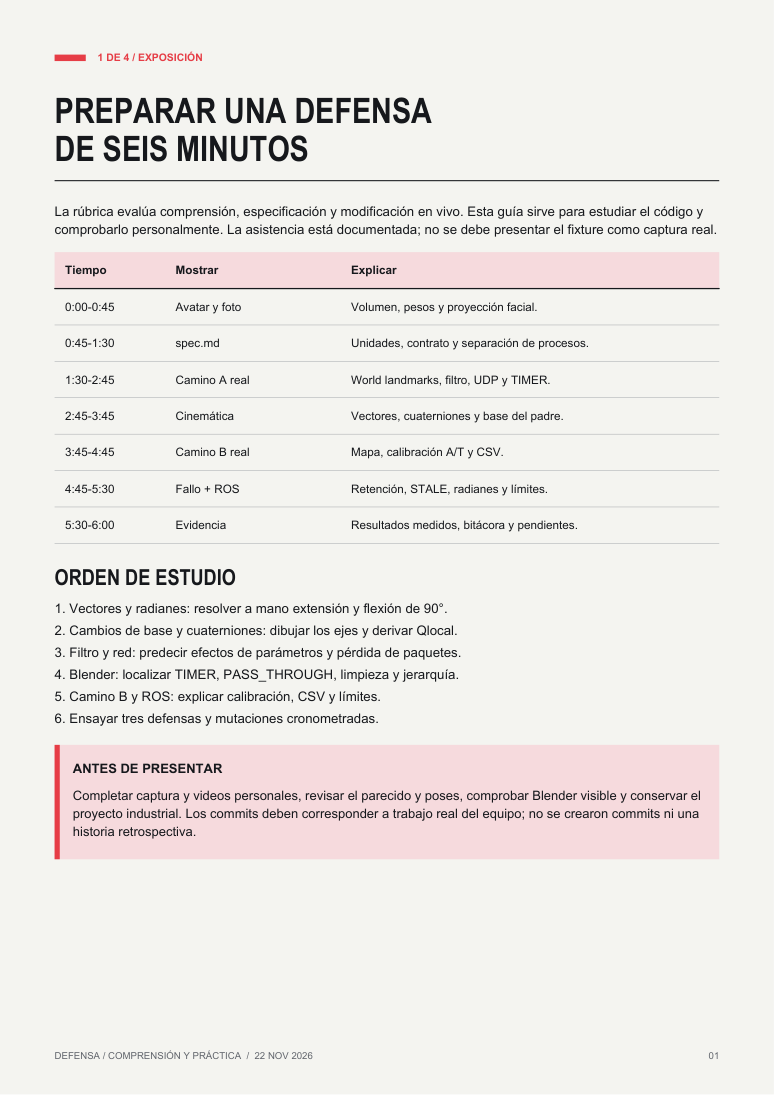 1 DE 4 / EXPOSICIÓN
PREPARAR UNA DEFENSA
DE SEIS MINUTOS
La rúbrica evalúa comprensión, especificación y modificación en vivo. Esta guía sirve para estudiar el código y
comprobarlo personalmente. La asistencia está documentada; no se debe presentar el fixture como captura real.
Tiempo Mostrar Explicar
0:00-0:45 Avatar y foto Volumen, pesos y proyección facial.
0:45-1:30 spec.md Unidades, contrato y separación de procesos.
1:30-2:45 Camino A real World landmarks, filtro, UDP y TIMER.
2:45-3:45 Cinemática Vectores, cuaterniones y base del padre.
3:45-4:45 Camino B real Mapa, calibración A/T y CSV.
4:45-5:30 Fallo + ROS Retención, STALE, radianes y límites.
5:30-6:00 Evidencia Resultados medidos, bitácora y pendientes.
ORDEN DE ESTUDIO
1. Vectores y radianes: resolver a mano extensión y flexión de 90°.
2. Cambios de base y cuaterniones: dibujar los ejes y derivar Qlocal.
3. Filtro y red: predecir efectos de parámetros y pérdida de paquetes.
4. Blender: localizar TIMER, PASS_THROUGH, limpieza y jerarquía.
5. Camino B y ROS: explicar calibración, CSV y límites.
6. Ensayar tres defensas y mutaciones cronometradas.
ANTES DE PRESENTAR
Completar captura y videos personales, revisar el parecido y poses, comprobar Blender visible y conservar el
proyecto industrial. Los commits deben corresponder a trabajo real del equipo; no se crearon commits ni una
historia retrospectiva.
DEFENSA / COMPRENSIÓN Y PRÁCTICA / 22 NOV 2026 01